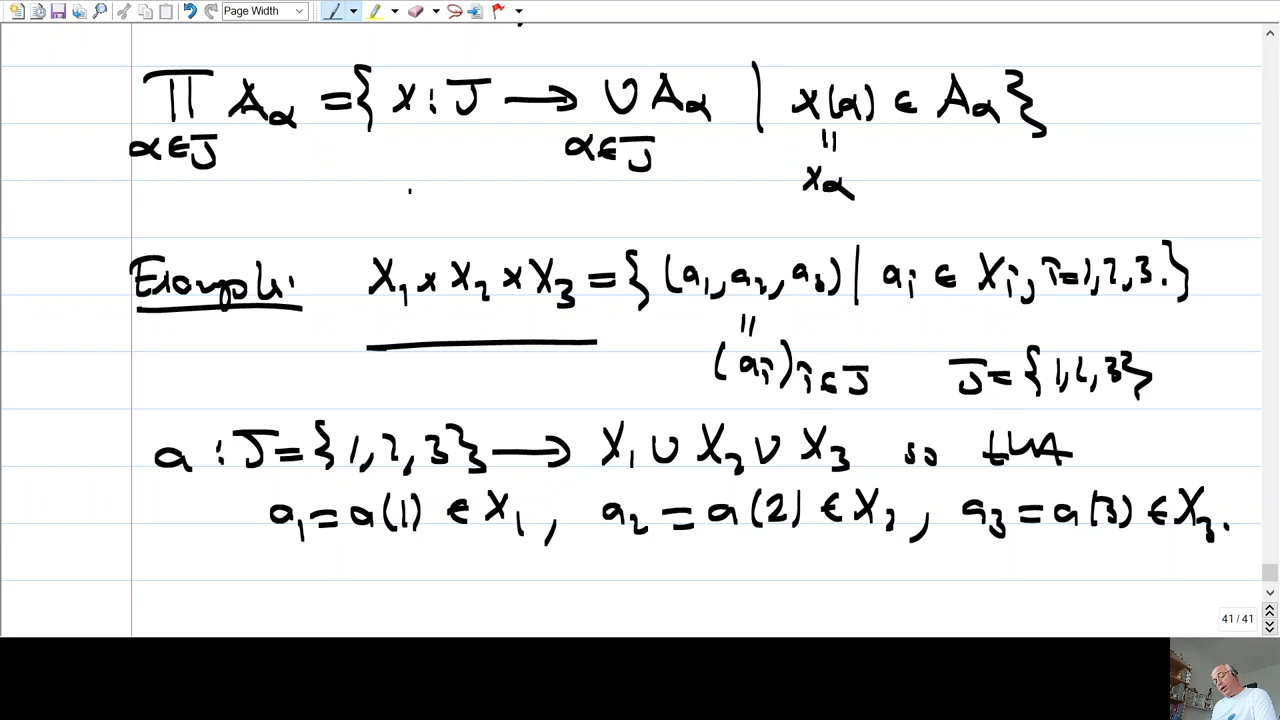 Page Width
∏ A_α = { x : J ⟶ ∪ A_α | x(α) ∈ A_α }
α∈J α∈J =
x_α
Example: X₁ × X₂ × X₃ = { (a₁, a₂, a₃) | aᵢ ∈ Xᵢ, i=1,2,3. }
=
(aᵢ)ᵢ∈J J = {1,2,3}
a : J = {1,2,3} ⟶ X₁ ∪ X₂ ∪ X₃ so that
a₁ = a(1) ∈ X₁, a₂ = a(2) ∈ X₂, a₃ = a(3) ∈ X₃.
41 / 41